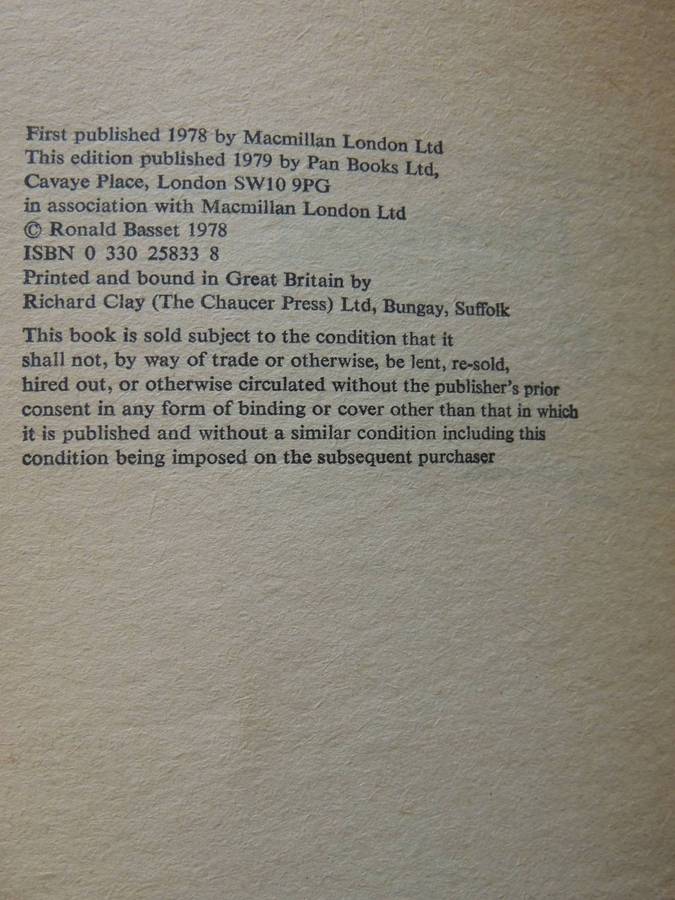 First published 1978 by Macmillan London Ltd
This edition published 1979 by Pan Books Ltd,
Cavaye Place, London SW10 9PG
in association with Macmillan London Ltd
© Ronald Basset 1978
ISBN 0 330 25833 8
Printed and bound in Great Britain by
Richard Clay (The Chaucer Press) Ltd, Bungay, Suffolk
This book is sold subject to the condition that it
shall not, by way of trade or otherwise, be lent, re-sold,
hired out, or otherwise circulated without the publisher's prior
consent in any form of binding or cover other than that in which
it is published and without a similar condition including this
condition being imposed on the subsequent purchaser